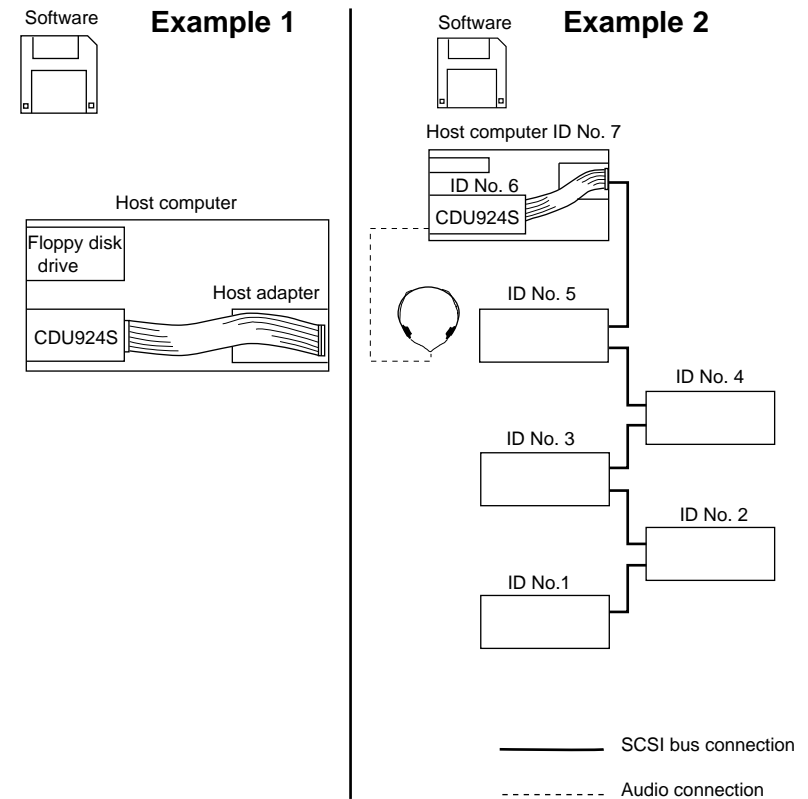 Software
Example 1
Host computer
Floppy disk
drive
Host adapter
CDU924S
Software
Example 2
Host computer ID No. 7
ID No. 6
CDU924S
ID No. 5
ID No. 4
ID No. 3
ID No. 2
ID No.1
SCSI bus connection
Audio connection